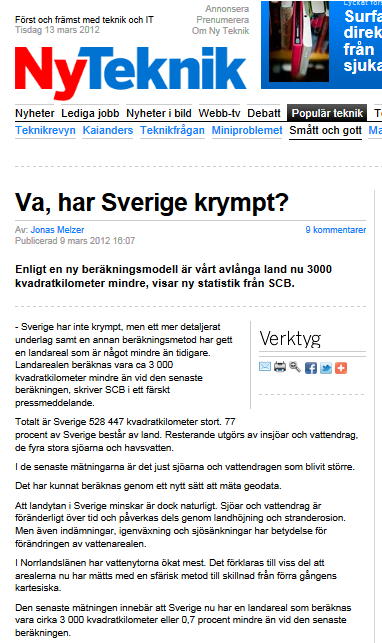 Annonsera
Först och främst med teknik och IT
Prenumerera
Tisdag 13 mars 2012
Om Ny Teknik
Surfa
direk
från
sjuka
NyTeknik
Nyheter Lediga jobb Nyheter i bild Webb-tv Debatt Populär teknik
Teknikrevyn Kaianders Teknikfrågan Miniproblemet Smått och gott Ma
Va, har Sverige krympt?
Av: Jonas Melzer 9 kommentarer
Publicerad 9 mars 2012 16:07
Enligt en ny beräkningsmodell är vårt avlånga land nu 3000
kvadratkilometer mindre, visar ny statistik från SCB.
- Sverige har inte krympt, men ett mer detaljerat
underlag samt en annan beräkningsmetod har gett
en landareal som är något mindre än tidigare.
Landarealen beräknas vara ca 3 000
kvadratkilometer mindre än vid den senaste
beräkningen, skriver SCB i ett färskt
pressmeddelande.
Verktyg
Totalt är Sverige 528 447 kvadratkilometer stort. 77
procent av Sverige består av land. Resterande utgörs av insjöar och vattendrag,
de fyra stora sjöarna och havsvatten.
I de senaste mätningarna är det just sjöarna och vattendragen som blivit större.
Det har kunnat beräknas genom ett nytt sätt att mäta geodata.
Att landytan i Sverige minskar är dock naturligt. Sjöar och vattendrag är
föränderligt över tid och påverkas dels genom landhöjning och stranderosion.
Men även indämningar, igenväxning och sjösänkningar har betydelse för
förändringen av vattenarealen.
I Norrlandslänen har vattenytorna ökat mest. Det förklaras till viss del att
arealerna nu har mätts med en sfärisk metod till skillnad från förra gångens
kartesiska.
Den senaste mätningen innebär att Sverige nu har en landareal som beräknas
vara cirka 3 000 kvadratkilometer eller 0,7 procent mindre än vid den senaste
beräkningen.